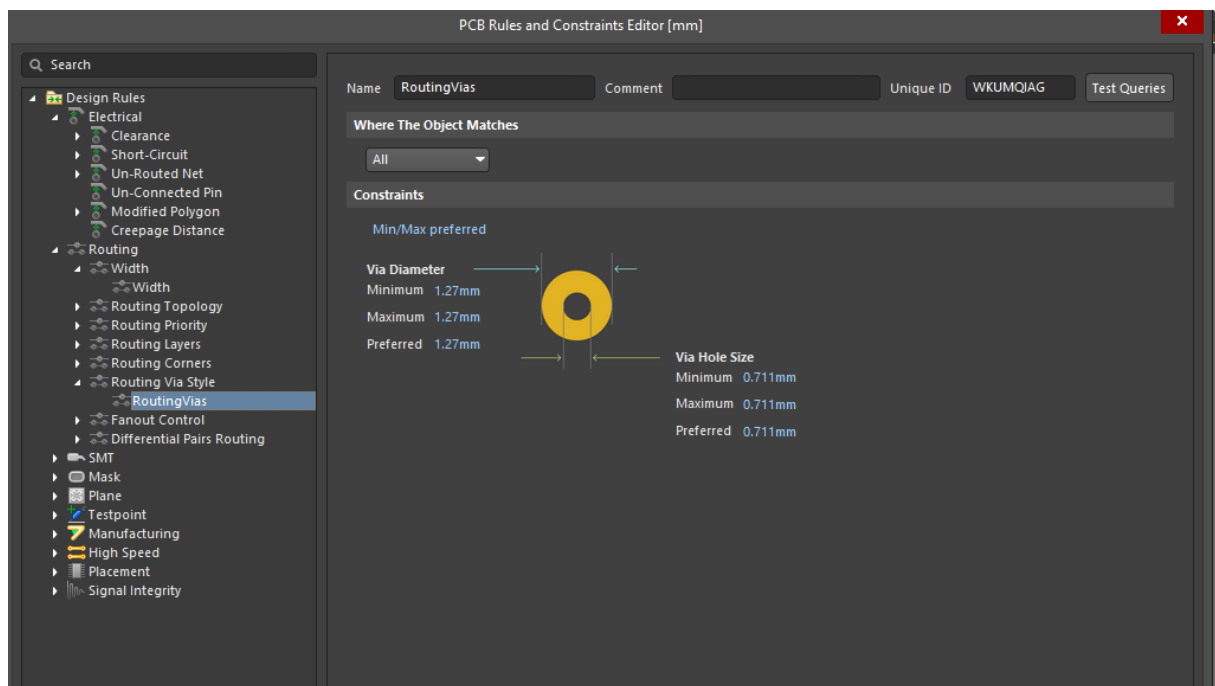 PCB Rules and Constraints Editor [mm]
Search
Design Rules
Electrical
Clearance
Short-Circuit
Un-Routed Net
Un-Connected Pin
Modified Polygon
Creepage Distance
Routing
Width
Width
Routing Topology
Routing Priority
Routing Layers
Routing Corners
Routing Via Style
RoutingVias
Fanout Control
Differential Pairs Routing
SMT
Mask
Plane
Testpoint
Manufacturing
High Speed
Placement
Signal Integrity
Name RoutingVias Comment Unique ID WKUMQIAG Test Queries
Where The Object Matches
All
Constraints
Min/Max preferred
Via Diameter
Minimum 1.27mm
Maximum 1.27mm
Preferred 1.27mm
Via Hole Size
Minimum 0.711mm
Maximum 0.711mm
Preferred 0.711mm